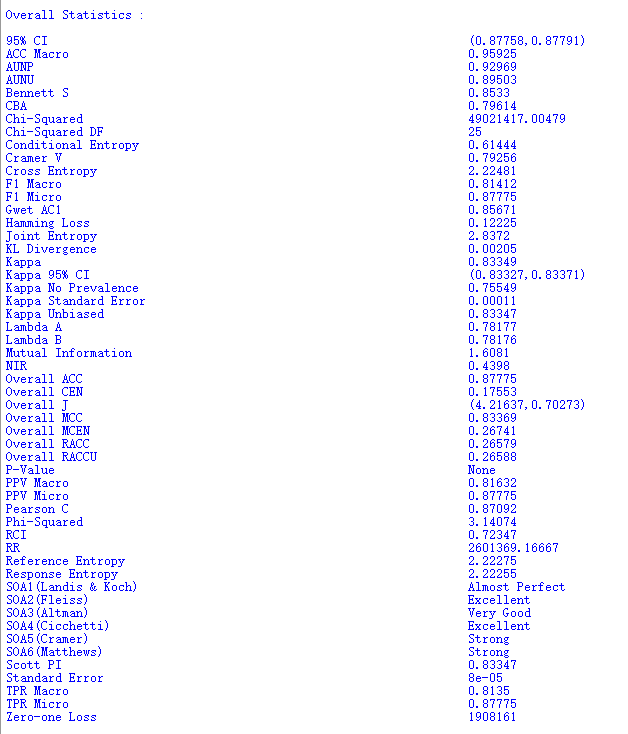 Overall Statistics :
95% CI (0.87758,0.87791)
ACC Macro 0.95925
AUNP 0.92969
AUNU 0.89503
Bennett S 0.8533
CBA 0.79614
Chi-Squared 49021417.00479
Chi-Squared DF 25
Conditional Entropy 0.61444
Cramer V 0.79256
Cross Entropy 2.22481
F1 Macro 0.81412
F1 Micro 0.87775
Gwet AC1 0.85671
Hamming Loss 0.12225
Joint Entropy 2.8372
KL Divergence 0.00205
Kappa 0.83349
Kappa 95% CI (0.83327,0.83371)
Kappa No Prevalence 0.75549
Kappa Standard Error 0.00011
Kappa Unbiased 0.83347
Lambda A 0.78177
Lambda B 0.78176
Mutual Information 1.6081
NIR 0.4398
Overall ACC 0.87775
Overall CEN 0.17553
Overall J (4.21637,0.70273)
Overall MCC 0.83369
Overall MCEN 0.26741
Overall RACC 0.26579
Overall RACCU 0.26588
P-Value None
PPV Macro 0.81632
PPV Micro 0.87775
Pearson C 0.87092
Phi-Squared 3.14074
RCI 0.72347
RR 2601369.16667
Reference Entropy 2.22275
Response Entropy 2.22255
SOA1(Landis & Koch) Almost Perfect
SOA2(Fleiss) Excellent
SOA3(Altman) Very Good
SOA4(Cicchetti) Excellent
SOA5(Cramer) Strong
SOA6(Matthews) Strong
Scott PI 0.83347
Standard Error 8e-05
TPR Macro 0.8135
TPR Micro 0.87775
Zero-one Loss 1908161